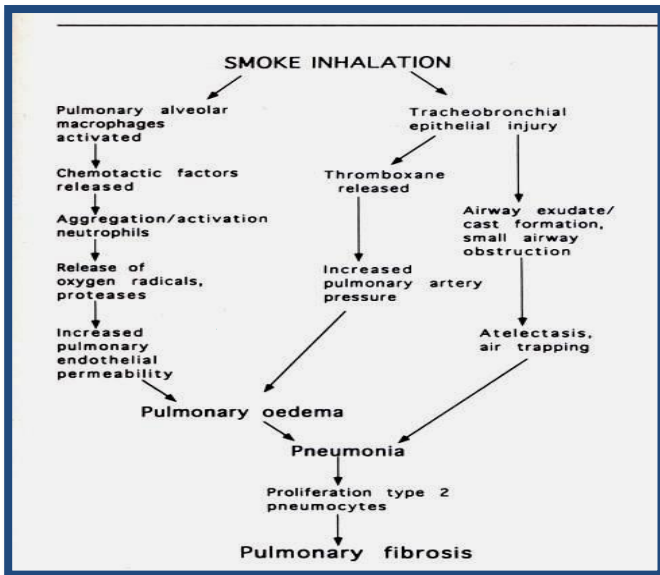 SMOKE INHALATION
Pulmonary alveolar
macrophages
activated
Chemotactic factors
released
Aggregation/activation
neutrophils
Release of
oxygen radicals,
proteases
Increased
pulmonary
endothelial
permeability
Tracheobronchial
epithelial injury
Thromboxane
released
Increased
pulmonary artery
pressure
Airway exudate/
cast formation,
small airway
obstruction
Atelectasis,
air trapping
Pulmonary oedema
Pneumonia
Proliferation type 2
pneumocytes
Pulmonary fibrosis